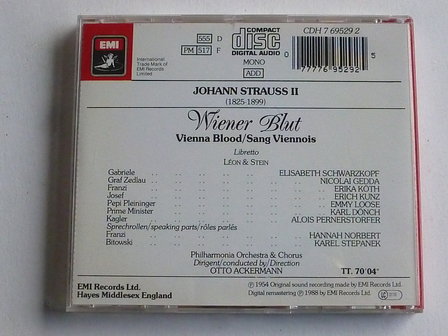 EMI
International
Trade Mark of
EMI Records
Limited
555 D
PM 517 F
COMPACT
disc
DIGITAL AUDIO
MONO
ADD
CDH 7 69529 2
0 77776 95292 5
JOHANN STRAUSS II
(1825-1899)
Wiener Blut
Vienna Blood/Sang Viennois
Libretto
LÉON & STEIN
Gabriele .. .. .. .. .. .. .. ELISABETH SCHWARZKOPF
Graf Zedlau .. .. .. .. .. .. .. NICOLAI GEDDA
Franzi .. .. .. .. .. .. .. ERIKA KÖTH
Josef .. .. .. .. .. .. .. ERICH KUNZ
Pepi Pleininger .. .. .. .. .. .. EMMY LOOSE
Prime Minister .. .. .. .. .. .. KARL DÖNCH
Kagler .. .. .. .. .. .. ALOIS PERNERSTORFER
Sprechrollen/speaking parts/rôles parlés
Franzi .. .. .. .. .. .. .. HANNAH NORBERT
Bitowski .. .. .. .. .. .. .. KAREL STEPANEK
Philharmonia Orchestra & Chorus
Dirigent/conducted by/Direction
OTTO ACKERMANN
TT. 70'04"
EMI Records Ltd.
Hayes Middlesex England
Ⓟ 1954 Original sound recording made by EMI Records Ltd.
Digital remastering Ⓟ 1988 by EMI Records Ltd.